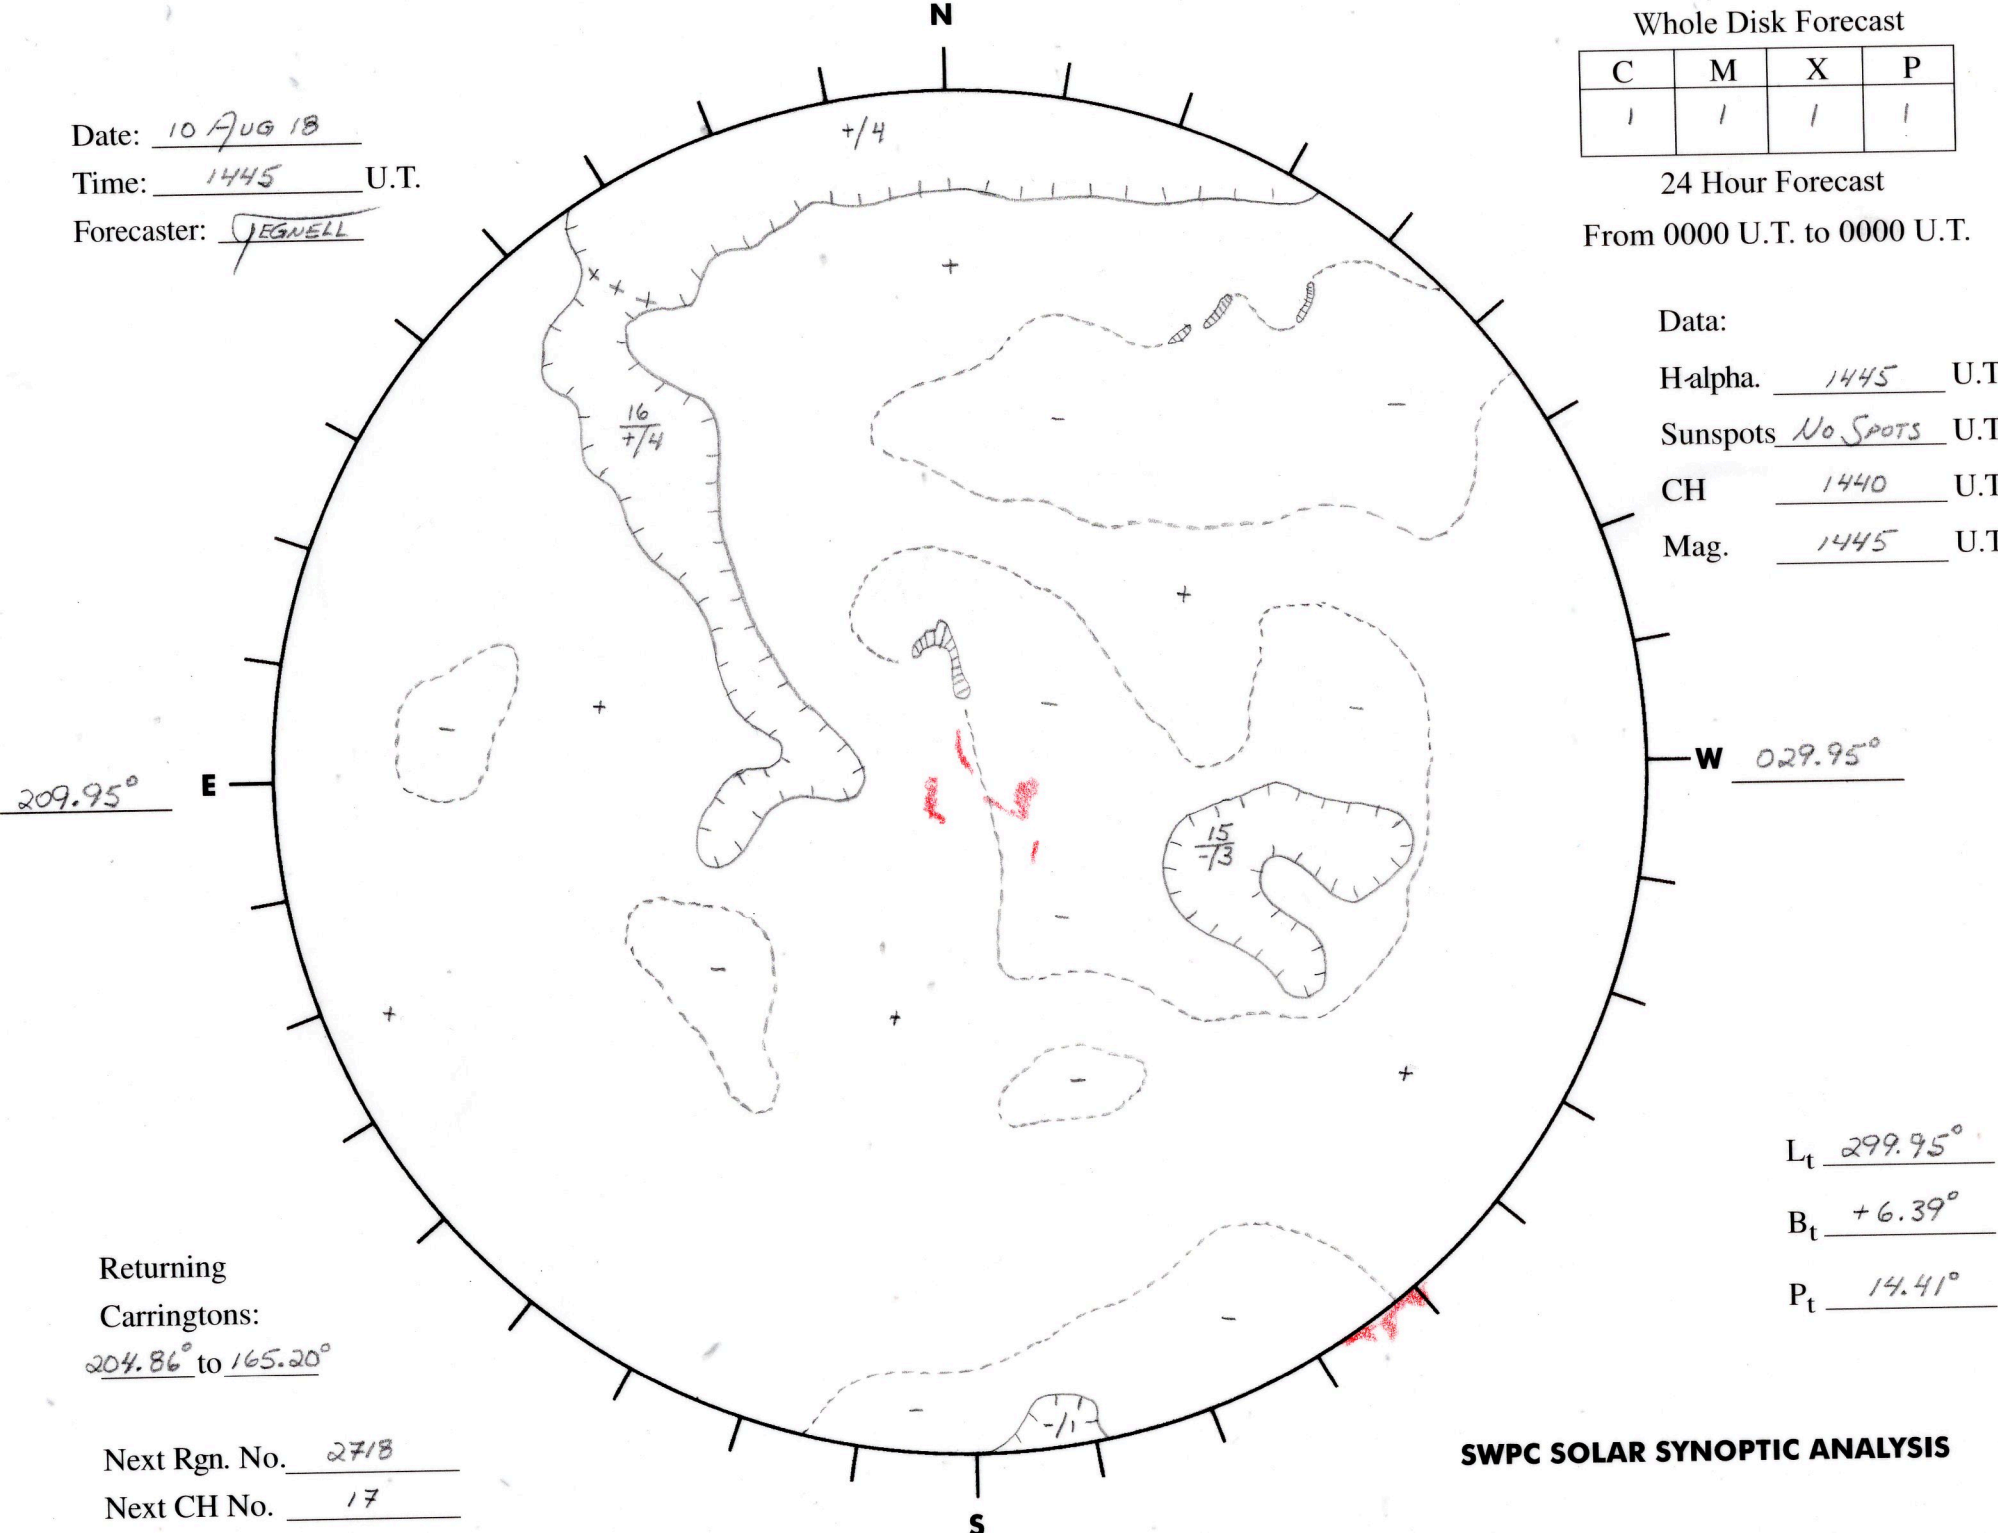 N
Whole Disk Forecast
C M X P
1 1 1 1
24 Hour Forecast
From 0000 U.T. to 0000 U.T.
Date: 10 AUG 18
Time: 1445 U.T.
Forecaster: TEGNELL
+/4
+
Data:
H-alpha. 1445 U.T
Sunspots No SPOTS U.T
CH 1440 U.T
Mag. 1445 U.T
x + +
16
+/4
-
-
+
-
+
-
-
209.95°
E
W
029.95°
15
-/3
-
-
+
+
-
+
Lt 299.95°
Bt +6.39°
Pt 14.41°
Returning
Carringtons:
204.86° to 165.20°
-
-
-/1
Next Rgn. No. 2718
Next CH No. 17
SWPC SOLAR SYNOPTIC ANALYSIS
S